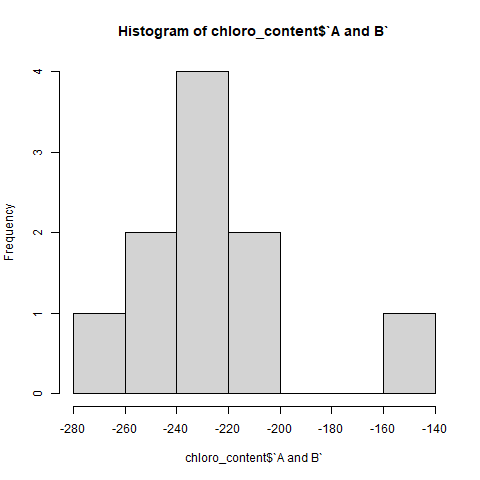 Histogram of chloro_content$`A and B`
Frequency
4
3
2
1
0
-280 -260 -240 -220 -200 -180 -160 -140
chloro_content$`A and B`